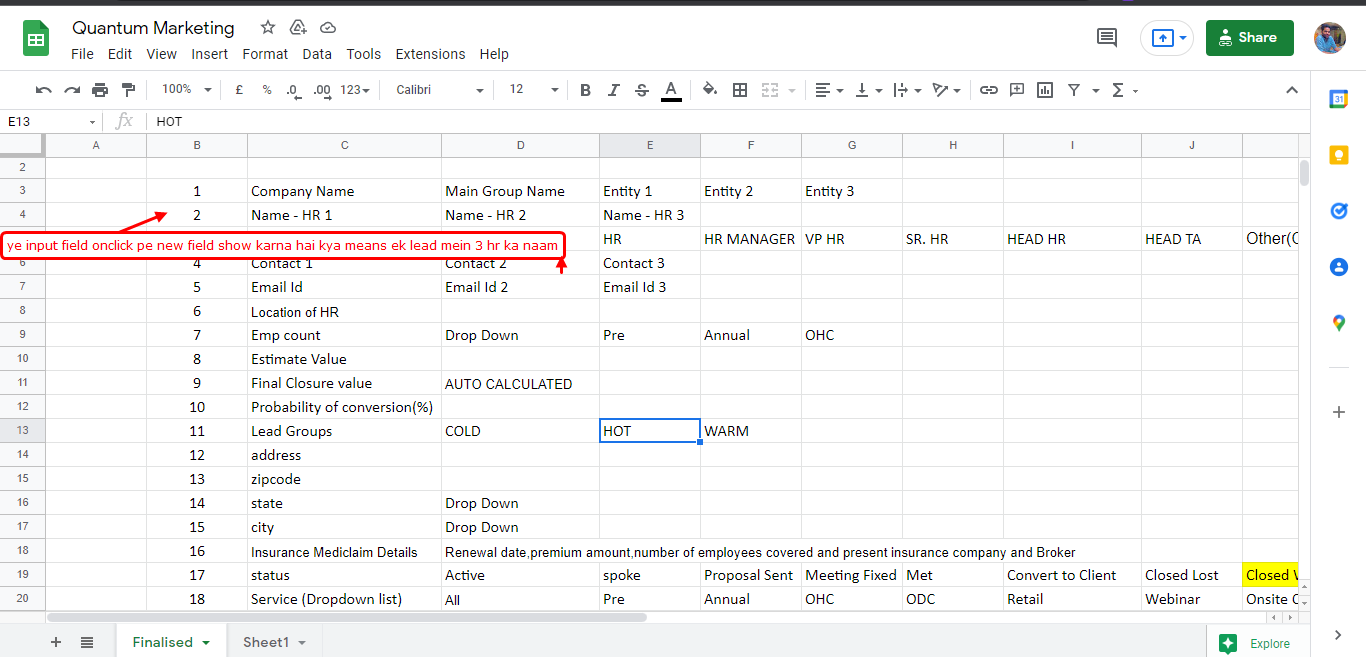 Quantum Marketing
File Edit View Insert Format Data Tools Extensions Help
Share
100% £ % .0 .00 123 Calibri 12 B I S A Σ
E13 fx HOT
A B C D E F G H I J
2
3 1 Company Name Main Group Name Entity 1 Entity 2 Entity 3
4 2 Name - HR 1 Name - HR 2 Name - HR 3
ye input field onclick pe new field show karna hai kya means ek lead mein 3 hr ka naam
HR HR MANAGER VP HR SR. HR HEAD HR HEAD TA Other(
6 4 Contact 1 Contact 2 Contact 3
7 5 Email Id Email Id 2 Email Id 3
8 6 Location of HR
9 7 Emp count Drop Down Pre Annual OHC
10 8 Estimate Value
11 9 Final Closure value AUTO CALCULATED
12 10 Probability of conversion(%)
13 11 Lead Groups COLD HOT WARM
14 12 address
15 13 zipcode
16 14 state Drop Down
17 15 city Drop Down
18 16 Insurance Mediclaim Details Renewal date,premium amount,number of employees covered and present insurance company and Broker
19 17 status Active spoke Proposal Sent Meeting Fixed Met Convert to Client Closed Lost Closed
20 18 Service (Dropdown list) All Pre Annual OHC ODC Retail Webinar Onsite
Finalised Sheet1 Explore
31